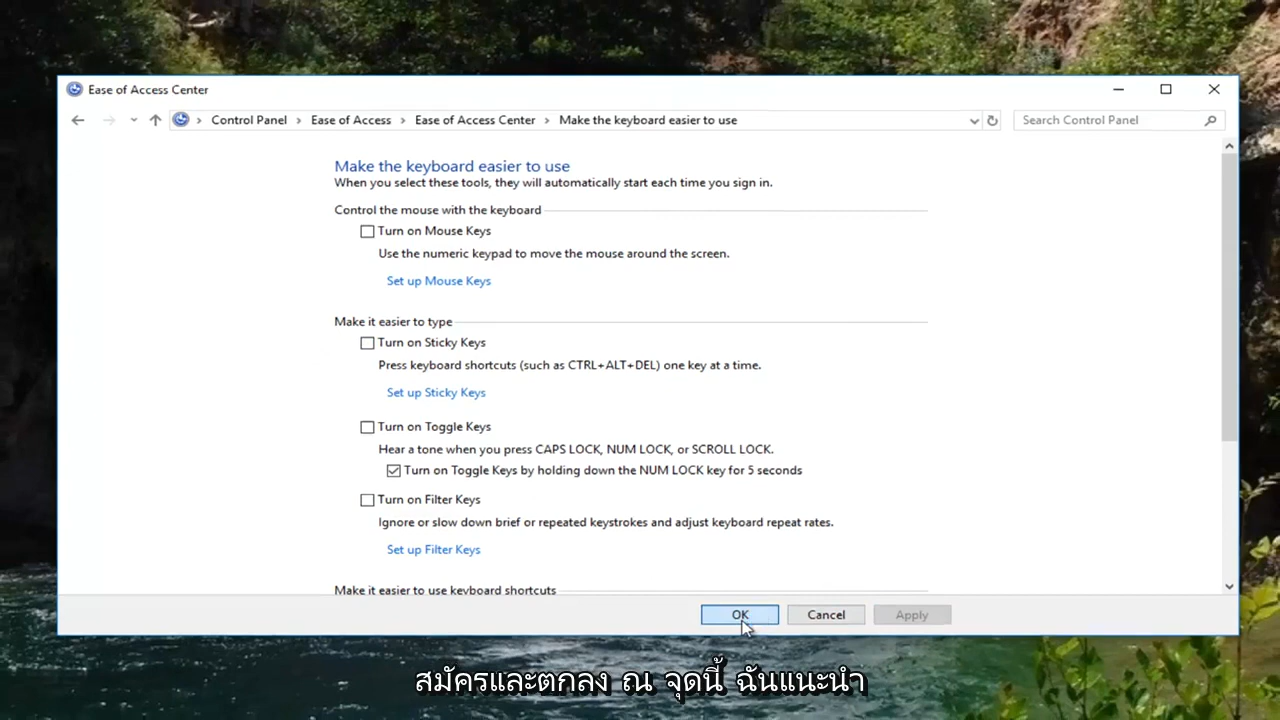 Ease of Access Center
Control Panel > Ease of Access > Ease of Access Center > Make the keyboard easier to use
Search Control Panel
Make the keyboard easier to use
When you select these tools, they will automatically start each time you sign in.
Control the mouse with the keyboard
Turn on Mouse Keys
Use the numeric keypad to move the mouse around the screen.
Set up Mouse Keys
Make it easier to type
Turn on Sticky Keys
Press keyboard shortcuts (such as CTRL+ALT+DEL) one key at a time.
Set up Sticky Keys
Turn on Toggle Keys
Hear a tone when you press CAPS LOCK, NUM LOCK, or SCROLL LOCK.
Turn on Toggle Keys by holding down the NUM LOCK key for 5 seconds
Turn on Filter Keys
Ignore or slow down brief or repeated keystrokes and adjust keyboard repeat rates.
Set up Filter Keys
Make it easier to use keyboard shortcuts
OK Cancel Apply
สมัครและตกลง ณ จุดนี้ ฉันแนะนำ